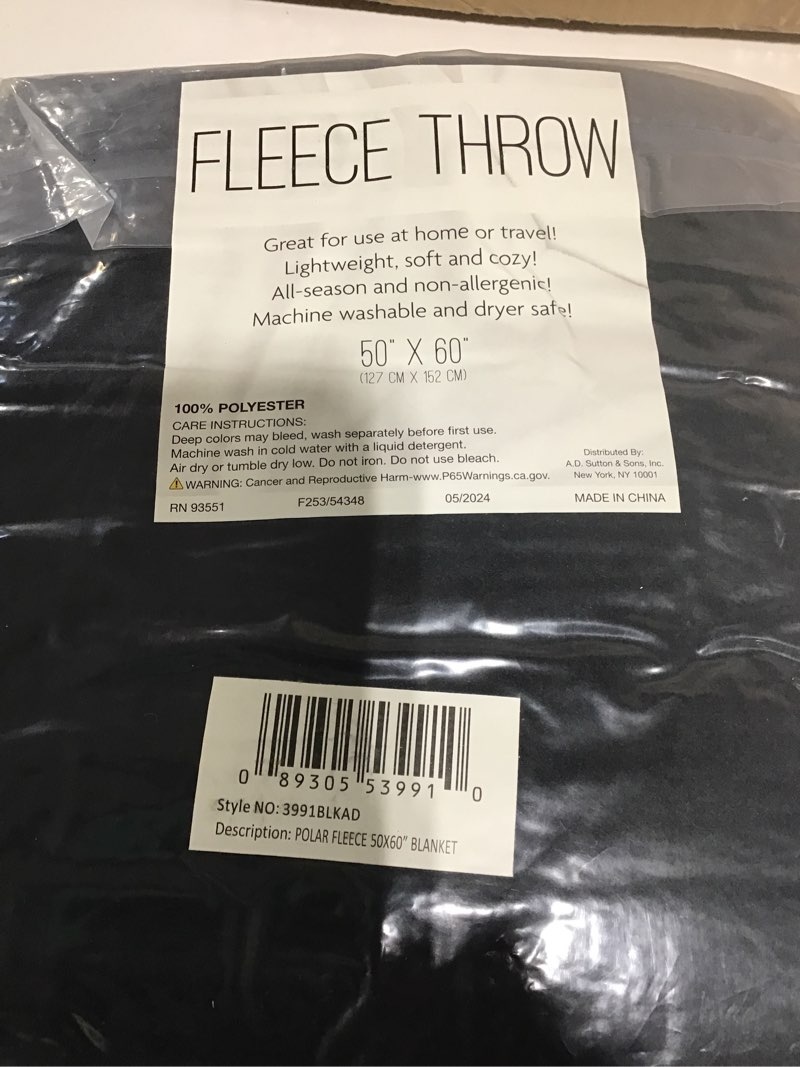 FLEECE THROW
Great for use at home or travel!
Lightweight, soft and cozy!
All-season and non-allergenic!
Machine washable and dryer safe!
50" X 60"
(127 CM X 152 CM)
100% POLYESTER
CARE INSTRUCTIONS:
Deep colors may bleed, wash separately before first use.
Machine wash in cold water with a liquid detergent.
Air dry or tumble dry low. Do not iron. Do not use bleach.
⚠WARNING: Cancer and Reproductive Harm-www.P65Warnings.ca.gov.
Distributed By:
A.D. Sutton & Sons, Inc.
New York, NY 10001
RN 93551 F253/54348 05/2024 MADE IN CHINA
0 89305 53991 0
Style NO: 3991BLKAD
Description: POLAR FLEECE 50X60" BLANKET